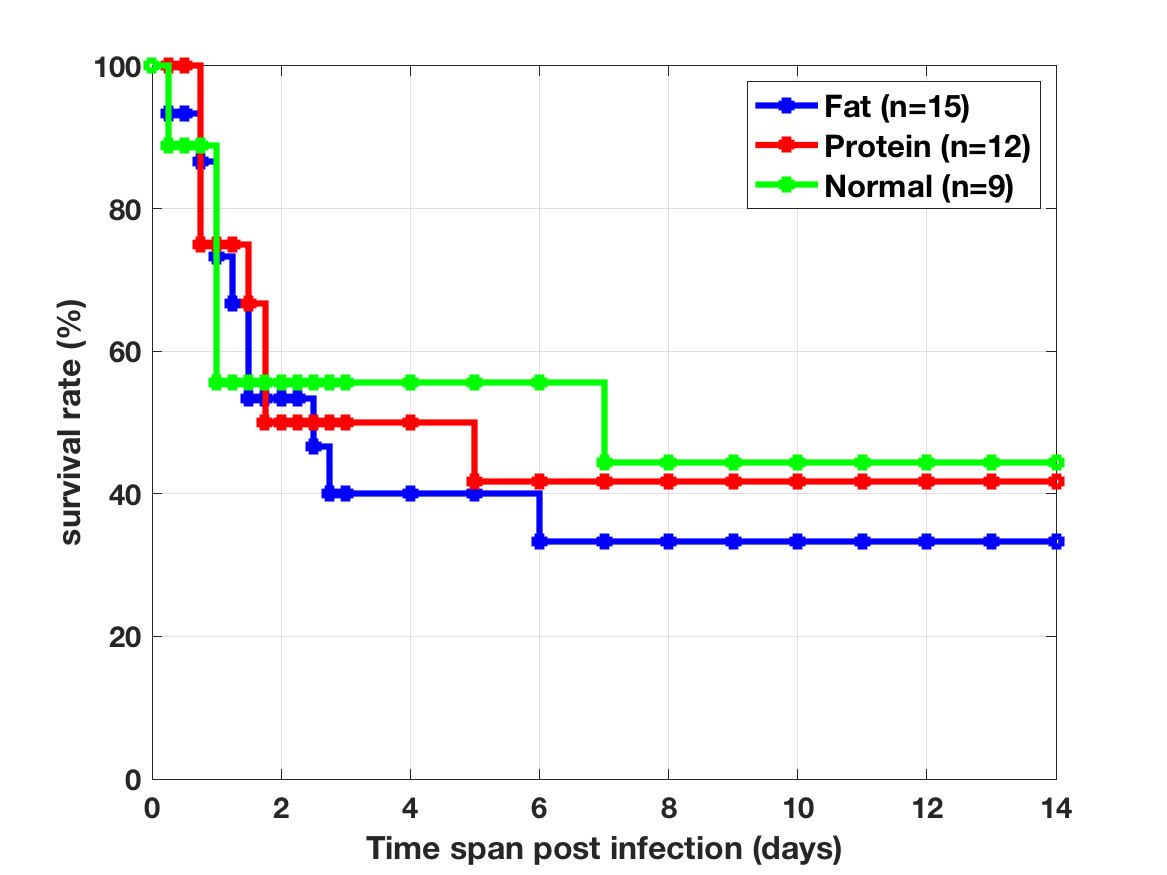 100
80
60
40
20
0
survival rate (%)
Fat (n=15)
Protein (n=12)
Normal (n=9)
0 2 4 6 8 10 12 14
Time span post infection (days)